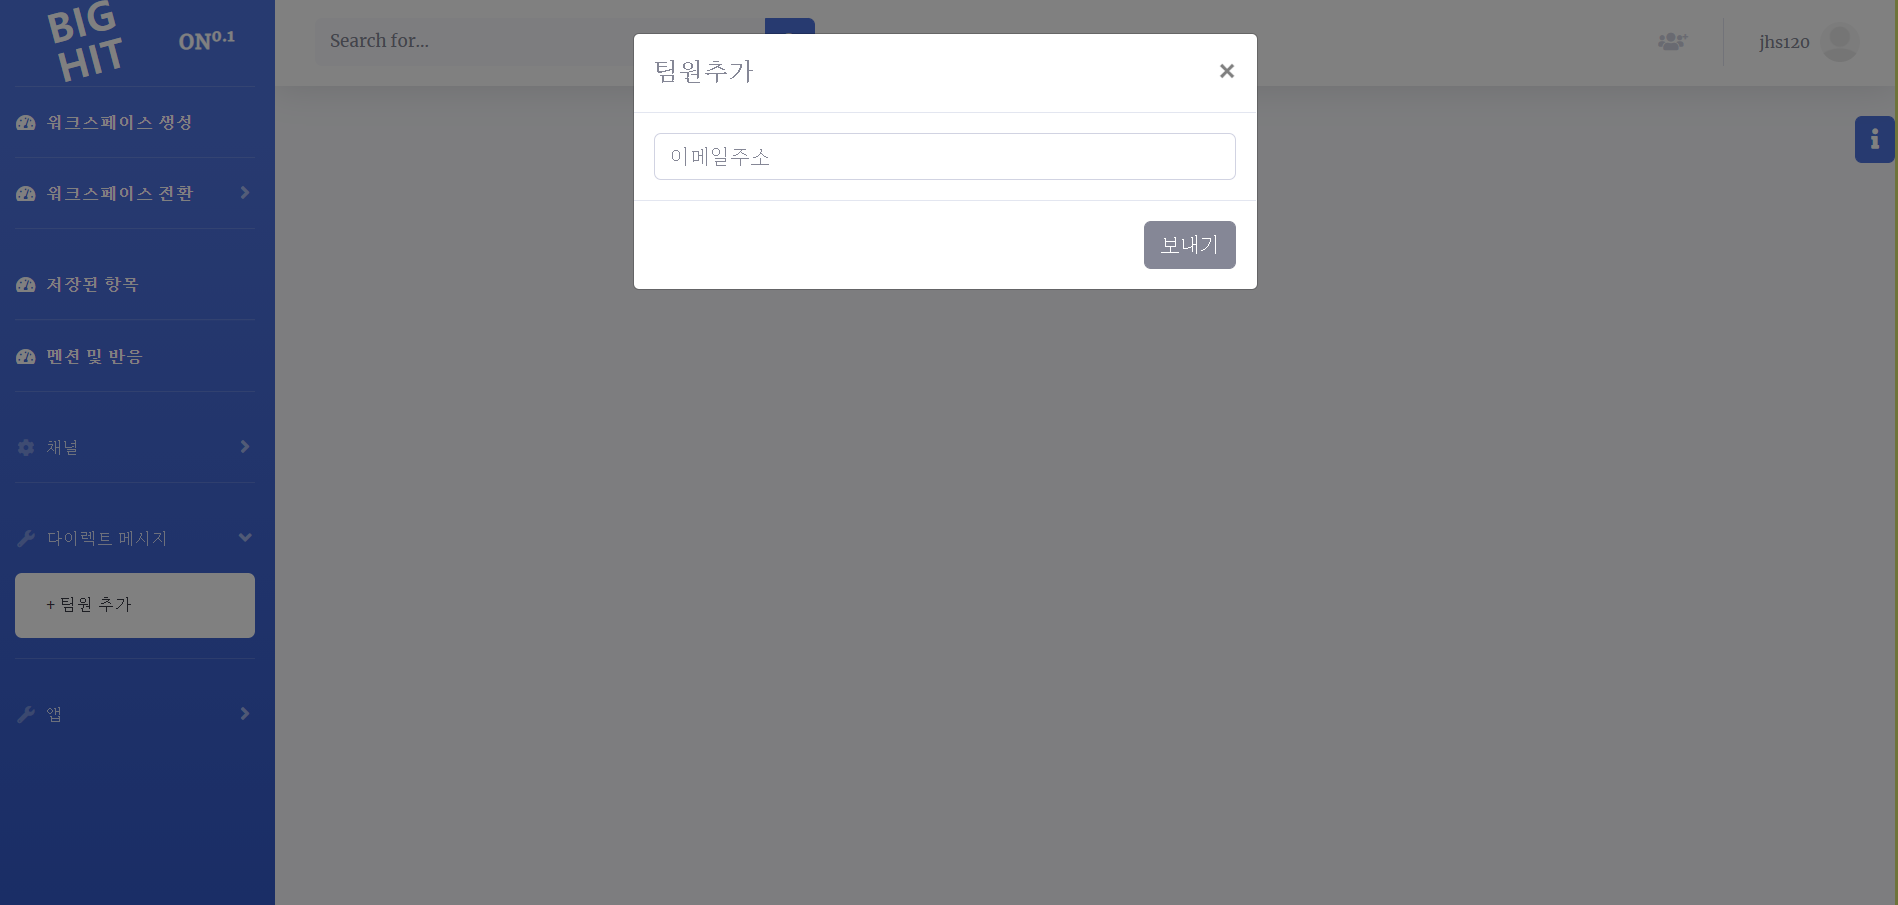 BIG
HIT
ON0.1
워크스페이스 생성
워크스페이스 전환
저장된 항목
멘션 및 반응
채널
다이렉트 메시지
+ 팀원 추가
앱
Search for...
jhs120
팀원추가
×
이메일주소
보내기